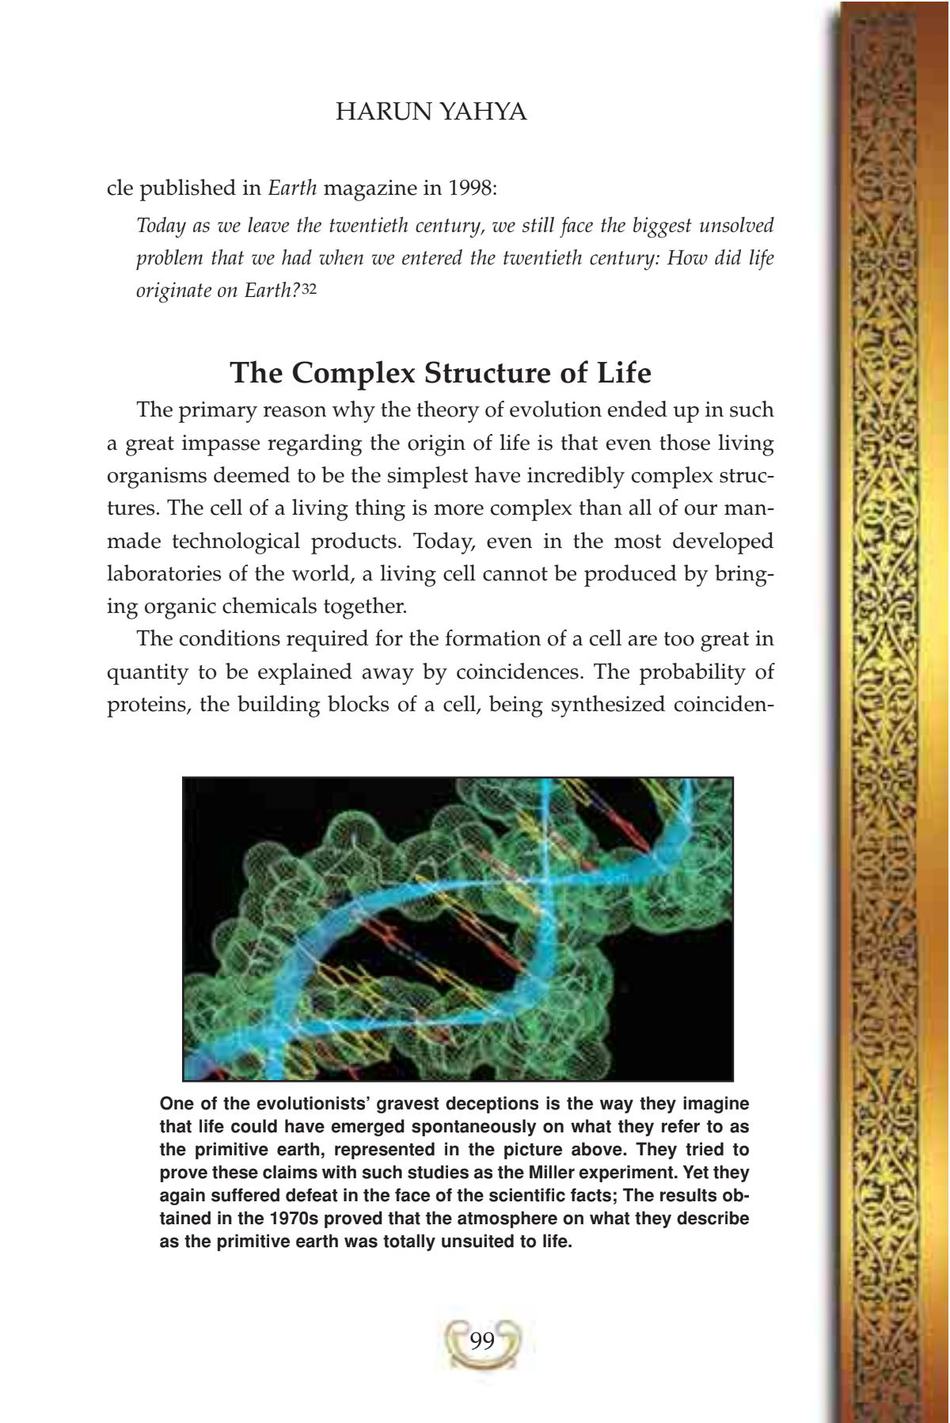 HARUN YAHYA
cle published in Earth magazine in 1998:
Today as we leave the twentieth century, we still face the biggest unsolved
problem that we had when we entered the twentieth century: How did life
originate on Earth?32
The Complex Structure of Life
The primary reason why the theory of evolution ended up in such
a great impasse regarding the origin of life is that even those living
organisms deemed to be the simplest have incredibly complex struc-
tures. The cell of a living thing is more complex than all of our man-
made technological products. Today, even in the most developed
laboratories of the world, a living cell cannot be produced by bring-
ing organic chemicals together.
The conditions required for the formation of a cell are too great in
quantity to be explained away by coincidences. The probability of
proteins, the building blocks of a cell, being synthesized coinciden-
One of the evolutionists’ gravest deceptions is the way they imagine
that life could have emerged spontaneously on what they refer to as
the primitive earth, represented in the picture above. They tried to
prove these claims with such studies as the Miller experiment. Yet they
again suffered defeat in the face of the scientific facts; The results ob-
tained in the 1970s proved that the atmosphere on what they describe
as the primitive earth was totally unsuited to life.
99